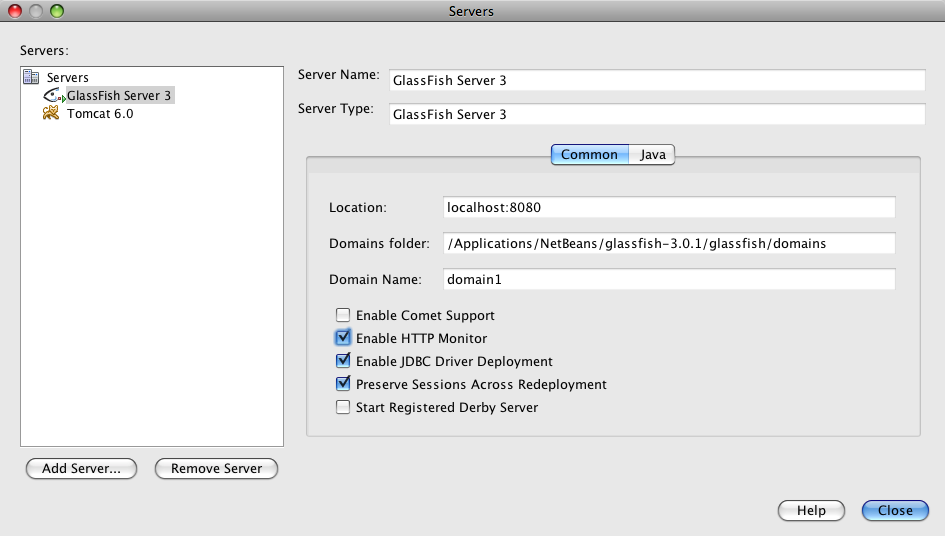 Servers
Servers:
Servers
GlassFish Server 3
Tomcat 6.0
Add Server...
Remove Server
Server Name:
GlassFish Server 3
Server Type:
GlassFish Server 3
Common
Java
Location:
localhost:8080
Domains folder:
/Applications/NetBeans/glassfish-3.0.1/glassfish/domains
Domain Name:
domain1
Enable Comet Support
Enable HTTP Monitor
Enable JDBC Driver Deployment
Preserve Sessions Across Redeployment
Start Registered Derby Server
Help
Close